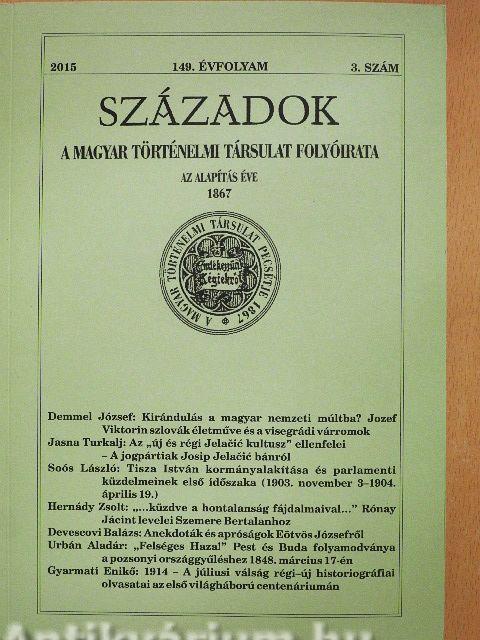 2015 149. ÉVFOLYAM 3. SZÁM
SZÁZADOK
A MAGYAR TÖRTÉNELMI TÁRSULAT FOLYÓIRATA
AZ ALAPÍTÁS ÉVE
1867
A MAGYAR TÖRTÉNELMI TÁRSULAT PECSÉTJE 1867
Emlékezzünk
Régiekről
Demmel József: Kirándulás a magyar nemzeti múltba? Jozef
Viktorin szlovák életműve és a visegrádi várromok
Jasna Turkalj: Az „új és régi Jelačić kultusz” ellenfelei
– A jogpártiak Josip Jelačić bánról
Soós László: Tisza István kormányalakítása és parlamenti
küzdelmeinek első időszaka (1903. november 3–1904.
április 19.)
Hernády Zsolt: „...küzdve a hontalanság fájdalmaival...” Rónay
Jácint levelei Szemere Bertalanhoz
Devescovi Balázs: Anekdoták és apróságok Eötvös Józsefről
Urbán Aladár: „Felséges Haza!” Pest és Buda folyamodványa
a pozsonyi országgyűléshez 1848. március 17-én
Gyarmati Enikő: 1914 – A júliusi válság régi-új historiográfiai
olvasatai az első világháború centenáriumán
Antikvárium.hu